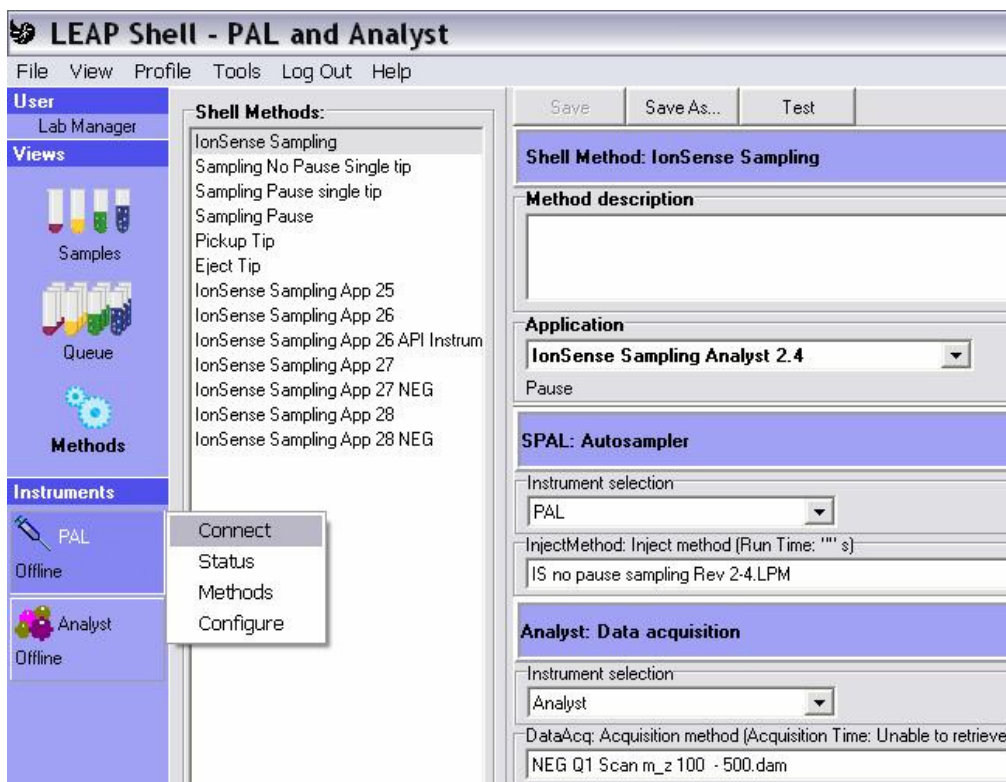 LEAP Shell - PAL and Analyst
File View Profile Tools Log Out Help
User
Lab Manager
Views
Samples
Queue
Methods
Instruments
PAL
Offline
Analyst
Offline
Connect
Status
Methods
Configure
Shell Methods:
IonSense Sampling
Sampling No Pause Single tip
Sampling Pause single tip
Sampling Pause
Pickup Tip
Eject Tip
IonSense Sampling App 25
IonSense Sampling App 26
IonSense Sampling App 26 API Instrum
IonSense Sampling App 27
IonSense Sampling App 27 NEG
IonSense Sampling App 28
IonSense Sampling App 28 NEG
Save Save As... Test
Shell Method: IonSense Sampling
Method description
Application
IonSense Sampling Analyst 2.4
Pause
SPAL: Autosampler
Instrument selection
PAL
InjectMethod: Inject method (Run Time: "" s)
IS no pause sampling Rev 2-4.LPM
Analyst: Data acquisition
Instrument selection
Analyst
DataAcq: Acquisition method (Acquisition Time: Unable to retrieve
NEG Q1 Scan m_z 100 - 500.dam